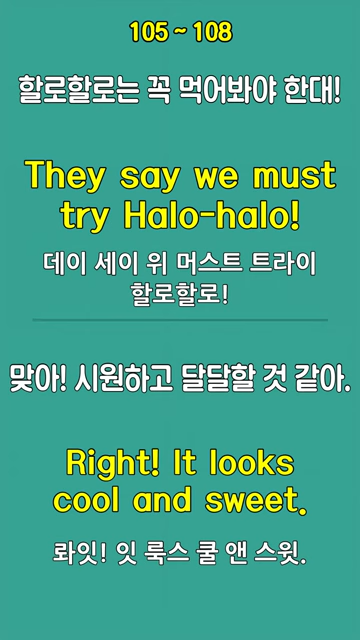 105 ~ 108
할로할로는 꼭 먹어봐야 한대!
They say we must
try Halo-halo!
데이 세이 위 머스트 트라이
할로할로!
맞아! 시원하고 달달할 것 같아.
Right! It looks
cool and sweet.
롸잇! 잇 룩스 쿨 앤 스윗.